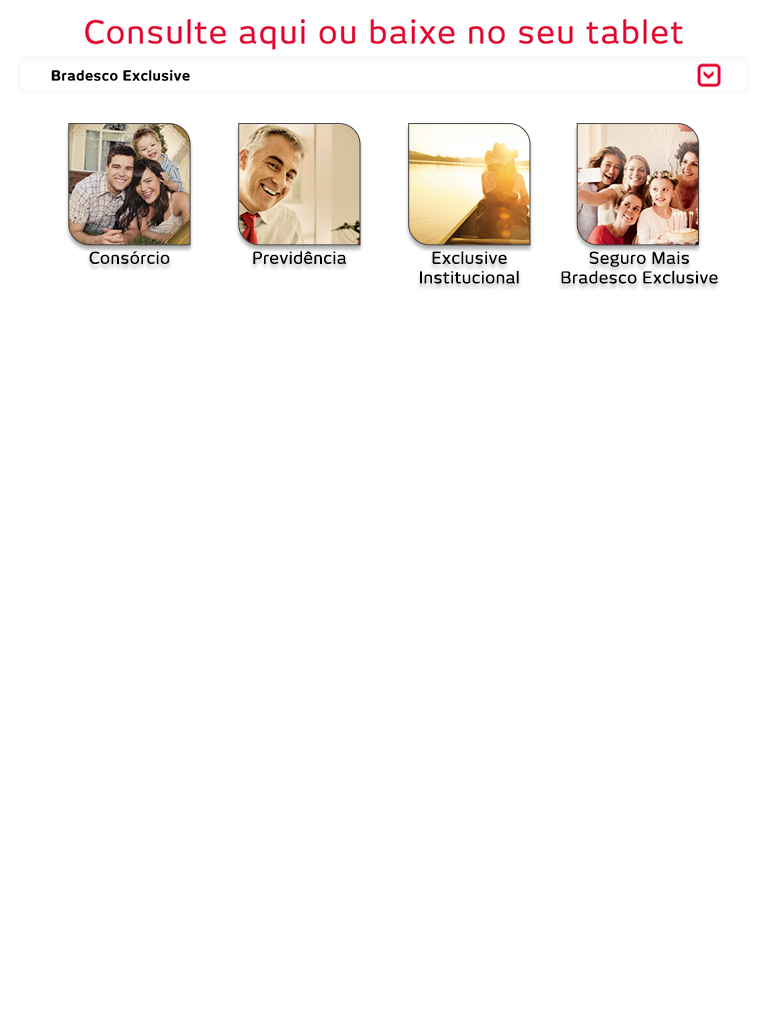 Consulte aqui ou baixe no seu tablet
Bradesco Exclusive
Consórcio
Previdência
Exclusive
Institucional
Seguro Mais
Bradesco Exclusive